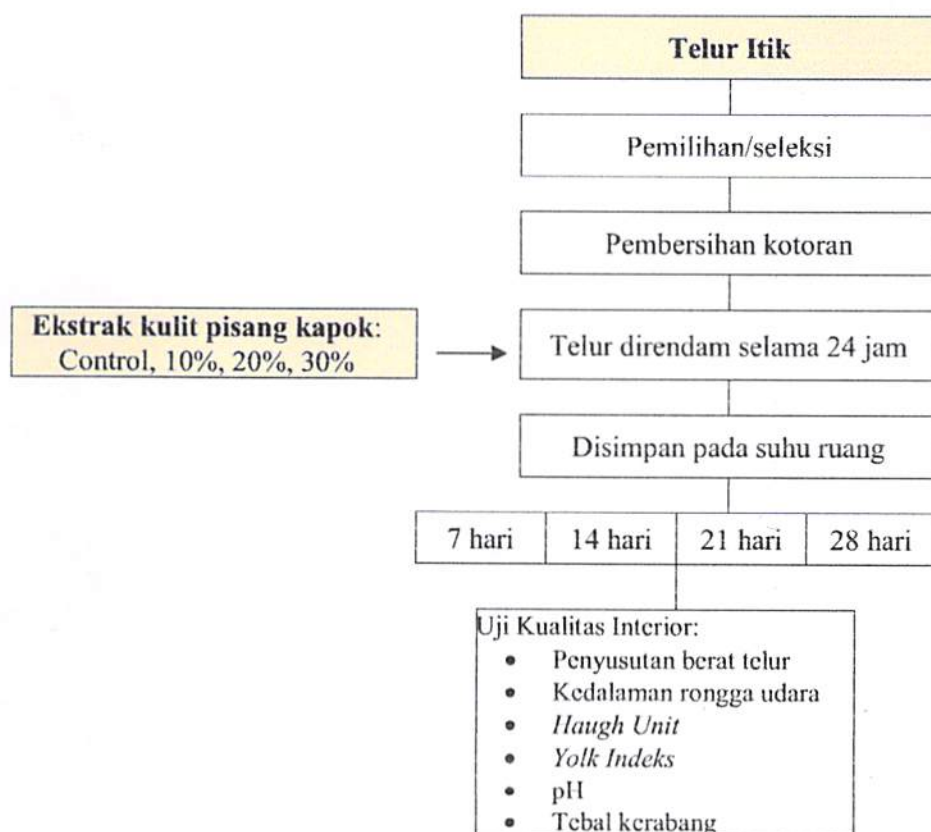 Telur Itik
Pemilihan/seleksi
Pembersihan kotoran
Ekstrak kulit pisang kapok:
Control, 10%, 20%, 30%
Telur direndam selama 24 jam
Disimpan pada suhu ruang
7 hari 14 hari 21 hari 28 hari
Uji Kualitas Interior:
• Penyusutan berat telur
• Kedalaman rongga udara
• Haugh Unit
• Yolk Indeks
• pH
• Tebal kerabang